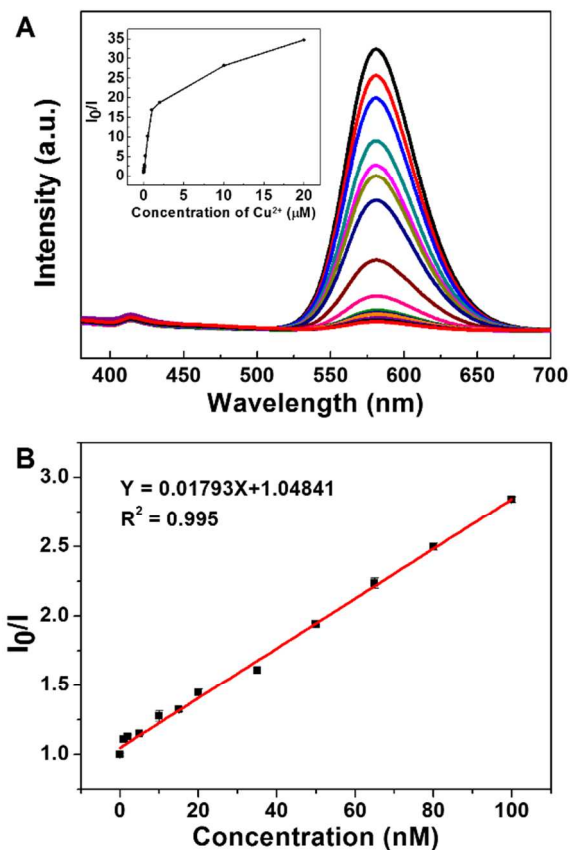 A
35
30
25
20
15
10
5
0
I₀/I
0 5 10 15 20
Concentration of Cu²⁺ (μM)
Intensity (a.u.)
400 450 500 550 600 650 700
Wavelength (nm)
B
Y = 0.01793X+1.04841
R² = 0.995
3.0
2.5
2.0
1.5
1.0
I₀/I
0 20 40 60 80 100
Concentration (nM)